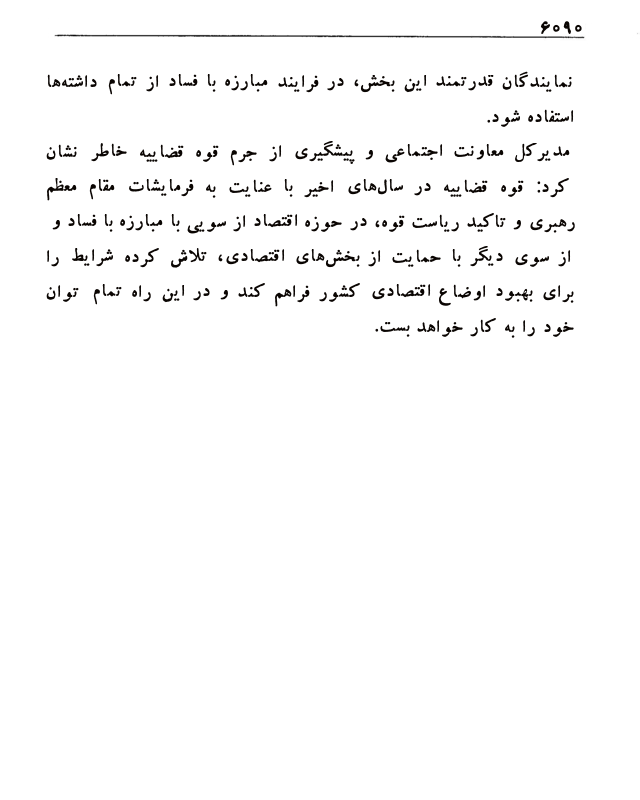 ۶۰۹۰
نمایندگان قدرتمند این بخش، در فرایند مبارزه با فساد از تمام داشته‌ها
استفاده شود.
مدیرکل معاونت اجتماعی و پیشگیری از جرم قوه قضاییه خاطر نشان
کرد: قوه قضاییه در سال‌های اخیر با عنایت به فرمایشات مقام معظم
رهبری و تاکید ریاست قوه، در حوزه اقتصاد از سویی با مبارزه با فساد و
از سوی دیگر با حمایت از بخش‌های اقتصادی، تلاش کرده شرایط را
برای بهبود اوضاع اقتصادی کشور فراهم کند و در این راه تمام توان
خود را به کار خواهد بست.